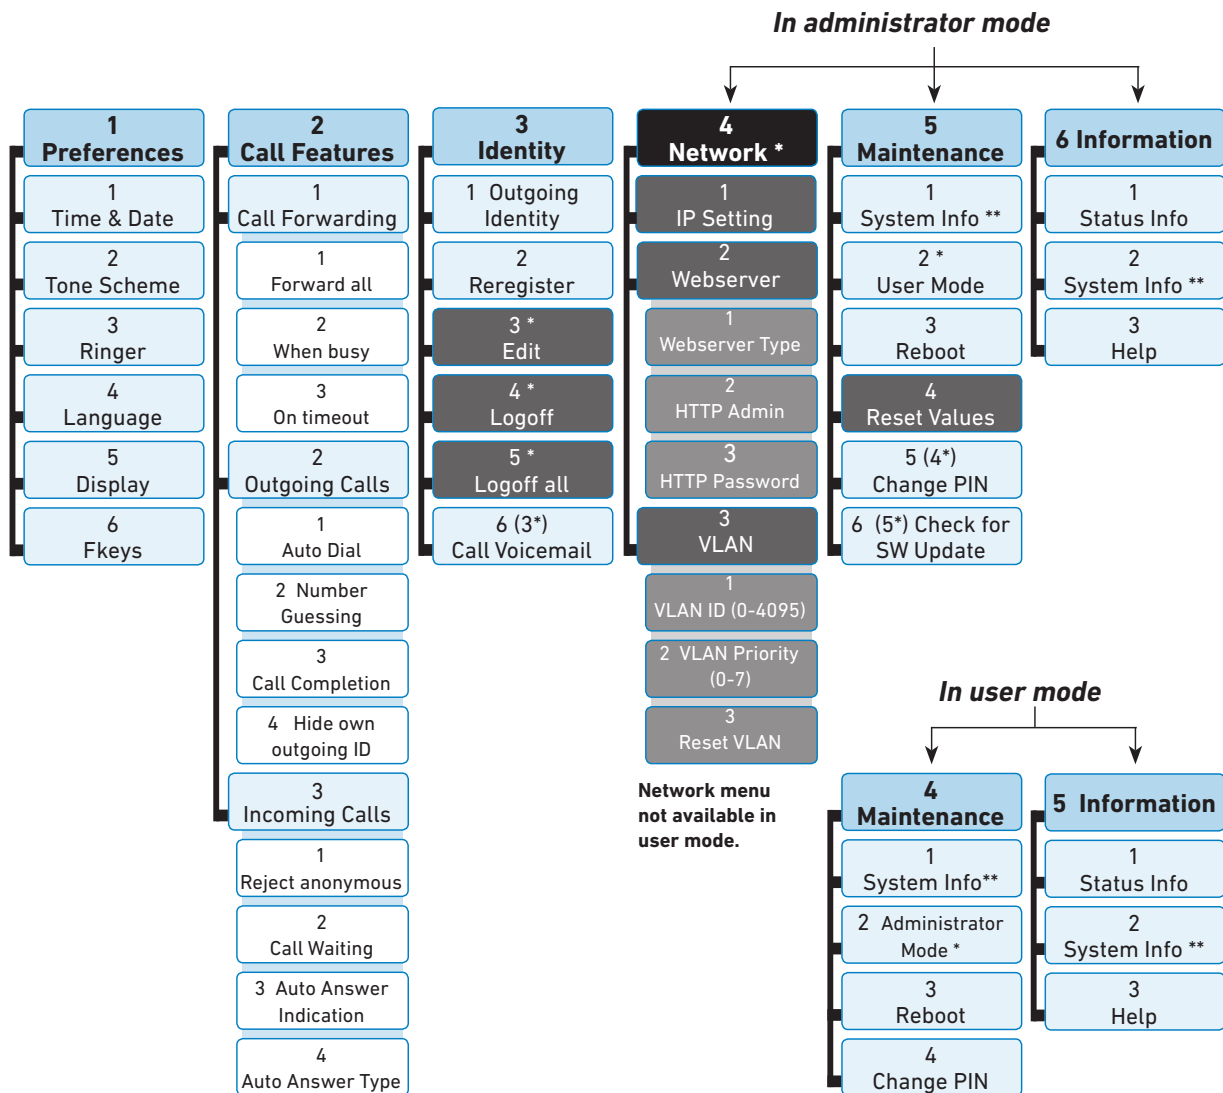 In administrator mode
1
Preferences
1
Time & Date
2
Tone Scheme
3
Ringer
4
Language
5
Display
6
Fkeys
2
Call Features
1
Call Forwarding
1
Forward all
2
When busy
3
On timeout
2
Outgoing Calls
1
Auto Dial
2 Number
Guessing
3
Call Completion
4 Hide own
outgoing ID
3
Incoming Calls
1
Reject anonymous
2
Call Waiting
3 Auto Answer
Indication
4
Auto Answer Type
3
Identity
1 Outgoing
Identity
2
Reregister
3 *
Edit
4 *
Logoff
5 *
Logoff all
6 (3*)
Call Voicemail
4
Network *
1
IP Setting
2
Webserver
1
Webserver Type
2
HTTP Admin
3
HTTP Password
3
VLAN
1
VLAN ID (0-4095)
2 VLAN Priority
(0-7)
3
Reset VLAN
Network menu
not available in
user mode.
5
Maintenance
1
System Info **
2 *
User Mode
3
Reboot
4
Reset Values
5 (4*)
Change PIN
6 (5*) Check for
SW Update
6 Information
1
Status Info
2
System Info **
3
Help
In user mode
4
Maintenance
1
System Info**
2 Administrator
Mode *
3
Reboot
4
Change PIN
5 Information
1
Status Info
2
System Info **
3
Help